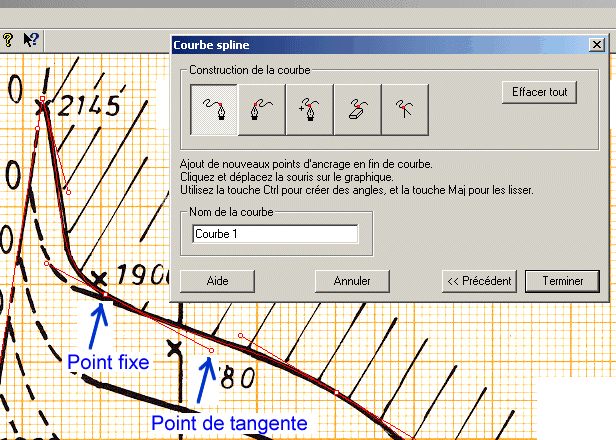 Courbe spline
Construction de la courbe
Effacer tout
Ajout de nouveaux points d'ancrage en fin de courbe.
Cliquez et déplacez la souris sur le graphique.
Utilisez la touche Ctrl pour créer des angles, et la touche Maj pour les lisser.
Nom de la courbe
Courbe 1
Aide
Annuler
<< Précédent
Terminer
0
2145
0
0
1900
Point fixe
80
Point de tangente